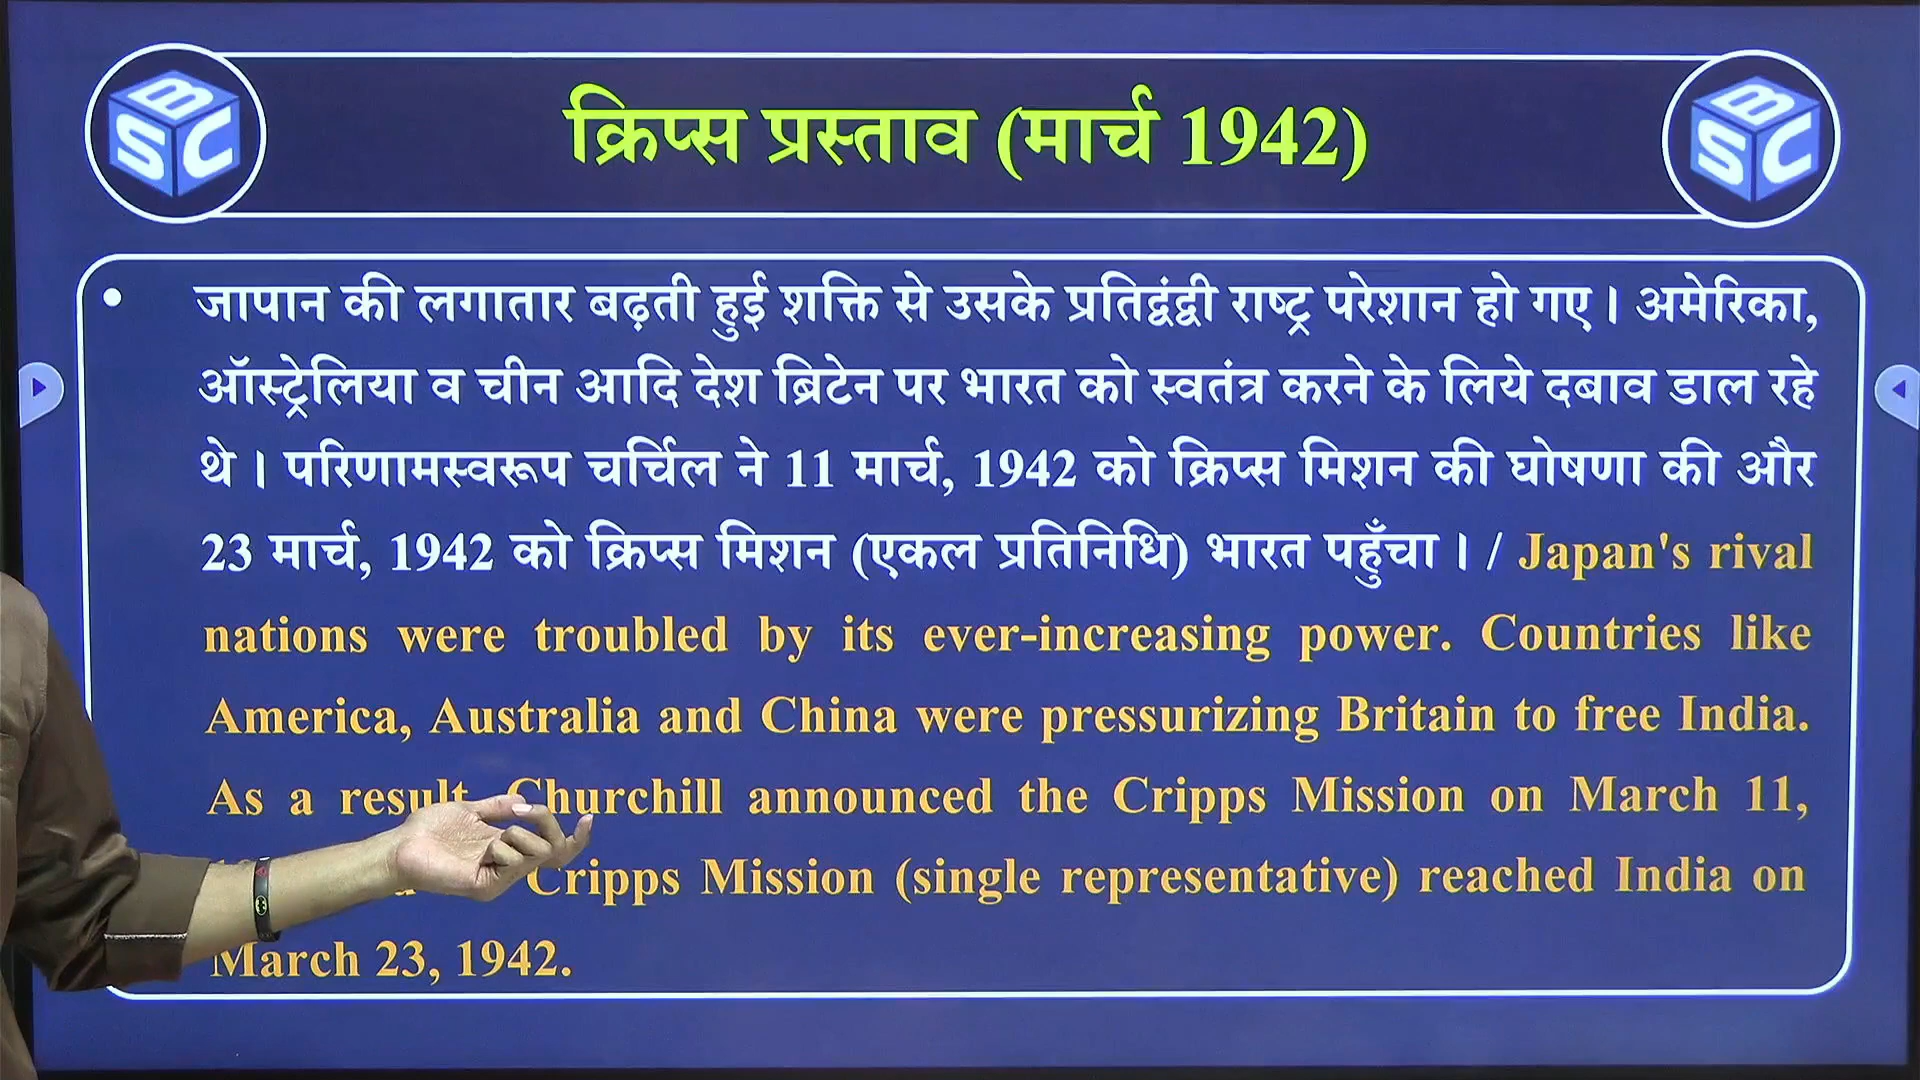 BSC
क्रिप्स प्रस्ताव (मार्च 1942)
BSC
• जापान की लगातार बढ़ती हुई शक्ति से उसके प्रतिद्वंद्वी राष्ट्र परेशान हो गए। अमेरिका,
ऑस्ट्रेलिया व चीन आदि देश ब्रिटेन पर भारत को स्वतंत्र करने के लिये दबाव डाल रहे
थे। परिणामस्वरूप चर्चिल ने 11 मार्च, 1942 को क्रिप्स मिशन की घोषणा की और
23 मार्च, 1942 को क्रिप्स मिशन (एकल प्रतिनिधि) भारत पहुँचा। / Japan's rival
nations were troubled by its ever-increasing power. Countries like
America, Australia and China were pressurizing Britain to free India.
As a result, Churchill announced the Cripps Mission on March 11,
Cripps Mission (single representative) reached India on
March 23, 1942.